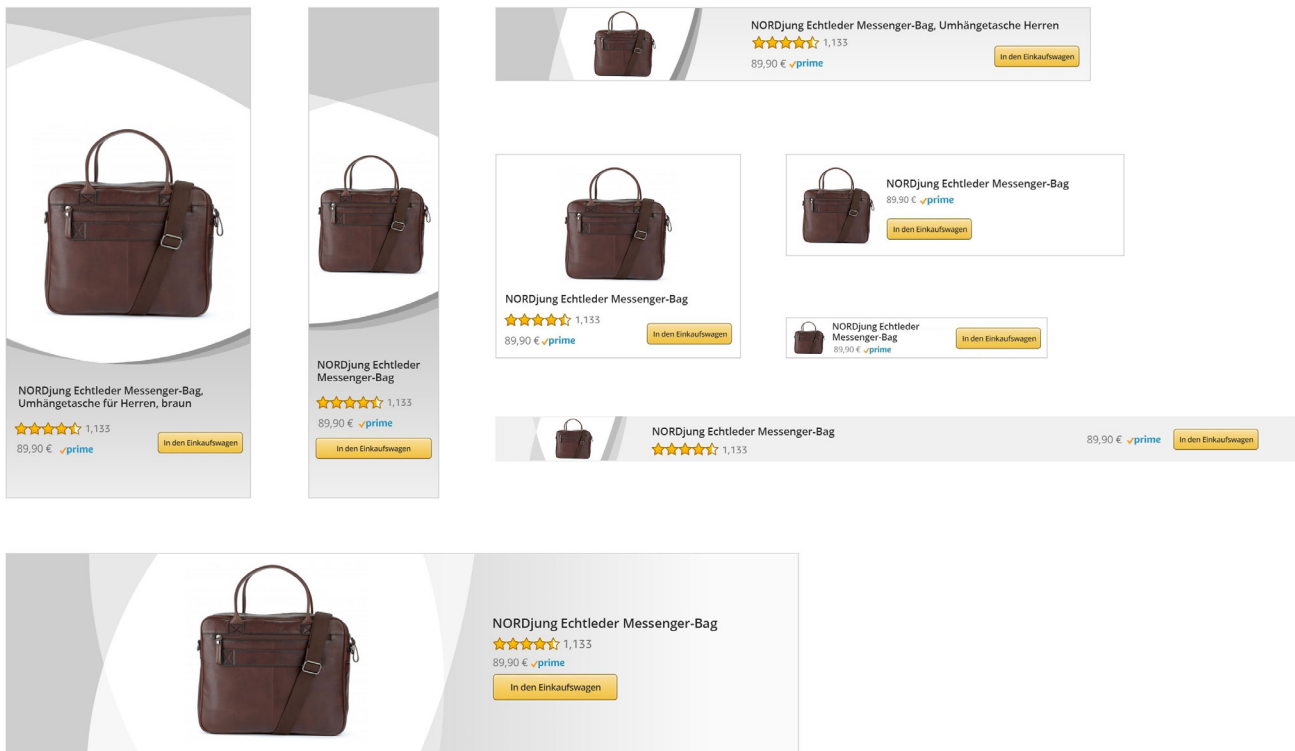 NORDjung Echtleder Messenger-Bag,
Umhängetasche für Herren, braun
1,133
89,90 € prime
In den Einkaufswagen
NORDjung Echtleder
Messenger-Bag
1,133
89,90 € prime
In den Einkaufswagen
NORDjung Echtleder Messenger-Bag, Umhängetasche Herren
1,133
89,90 € prime
In den Einkaufswagen
NORDjung Echtleder Messenger-Bag
1,133
89,90 € prime
In den Einkaufswagen
NORDjung Echtleder Messenger-Bag
89,90 € prime
In den Einkaufswagen
NORDjung Echtleder
Messenger-Bag
89,90 € prime
In den Einkaufswagen
NORDjung Echtleder Messenger-Bag
1,133
89,90 € prime
In den Einkaufswagen
NORDjung Echtleder Messenger-Bag
1,133
89,90 € prime
In den Einkaufswagen